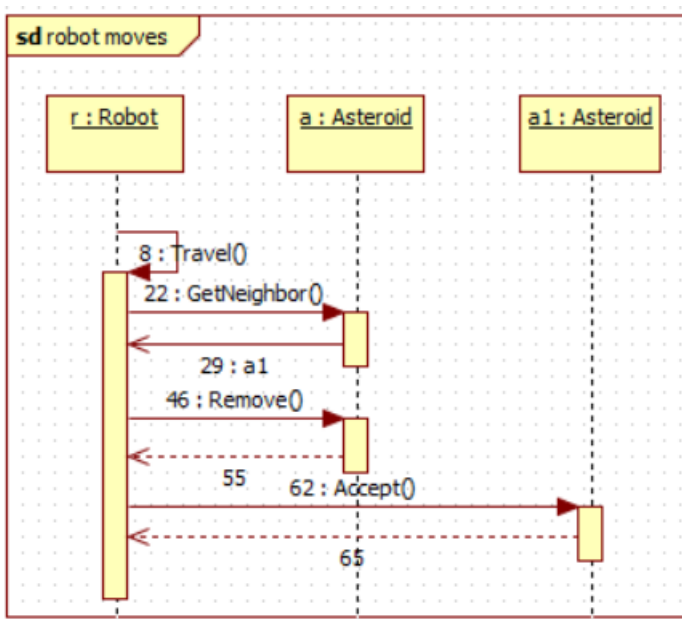 sd robot moves
r : Robot
a : Asteroid
a1 : Asteroid
8 : Travel()
22 : GetNeighbor()
29 : a1
46 : Remove()
55
62 : Accept()
65